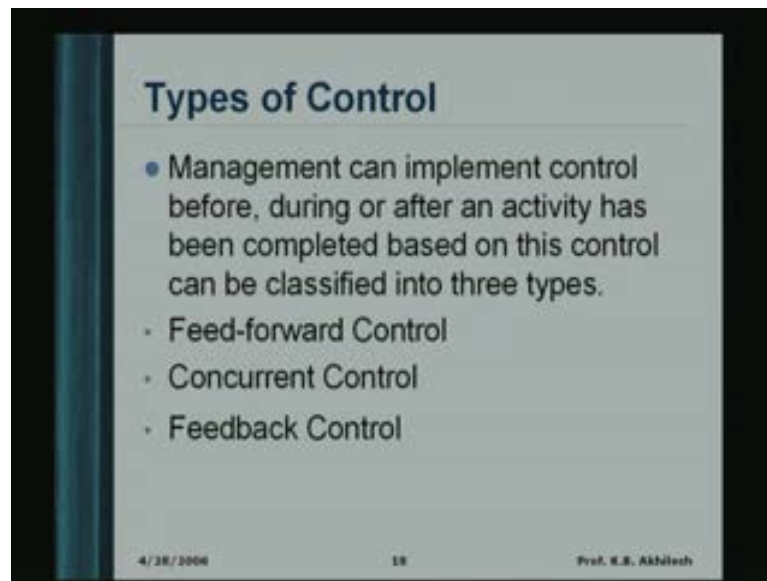 Types of Control
Management can implement control
before, during or after an activity has
been completed based on this control
can be classified into three types.
Feed-forward Control
Concurrent Control
Feedback Control
4/28/2006 18 Prof. K.B. Akhilesh